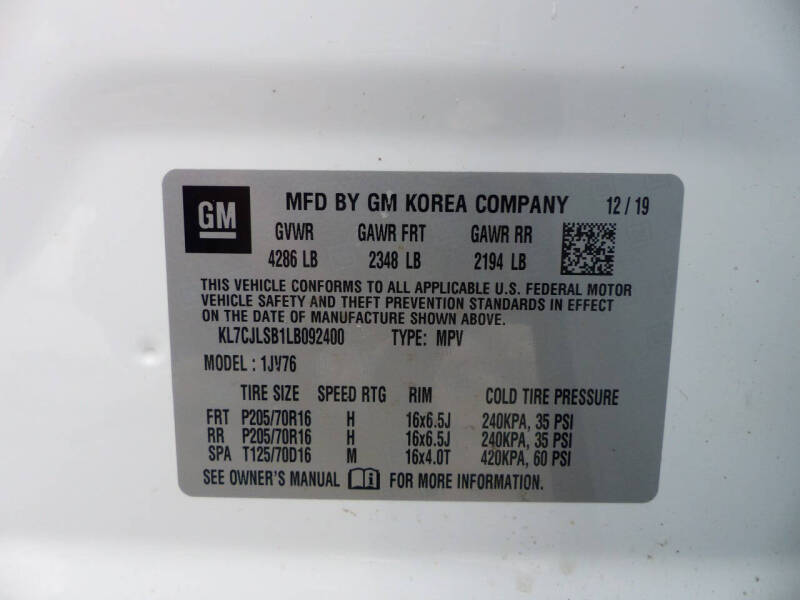 GM MFD BY GM KOREA COMPANY 12/19
GVWR GAWR FRT GAWR RR
4286 LB 2348 LB 2194 LB
THIS VEHICLE CONFORMS TO ALL APPLICABLE U.S. FEDERAL MOTOR
VEHICLE SAFETY AND THEFT PREVENTION STANDARDS IN EFFECT
ON THE DATE OF MANUFACTURE SHOWN ABOVE.
KL7CJLSB1LB092400 TYPE: MPV
MODEL: 1JV76
TIRE SIZE SPEED RTG RIM COLD TIRE PRESSURE
FRT P205/70R16 H 16x6.5J 240KPA, 35 PSI
RR P205/70R16 H 16x6.5J 240KPA, 35 PSI
SPA T125/70D16 M 16x4.0T 420KPA, 60 PSI
SEE OWNER'S MANUAL i FOR MORE INFORMATION.